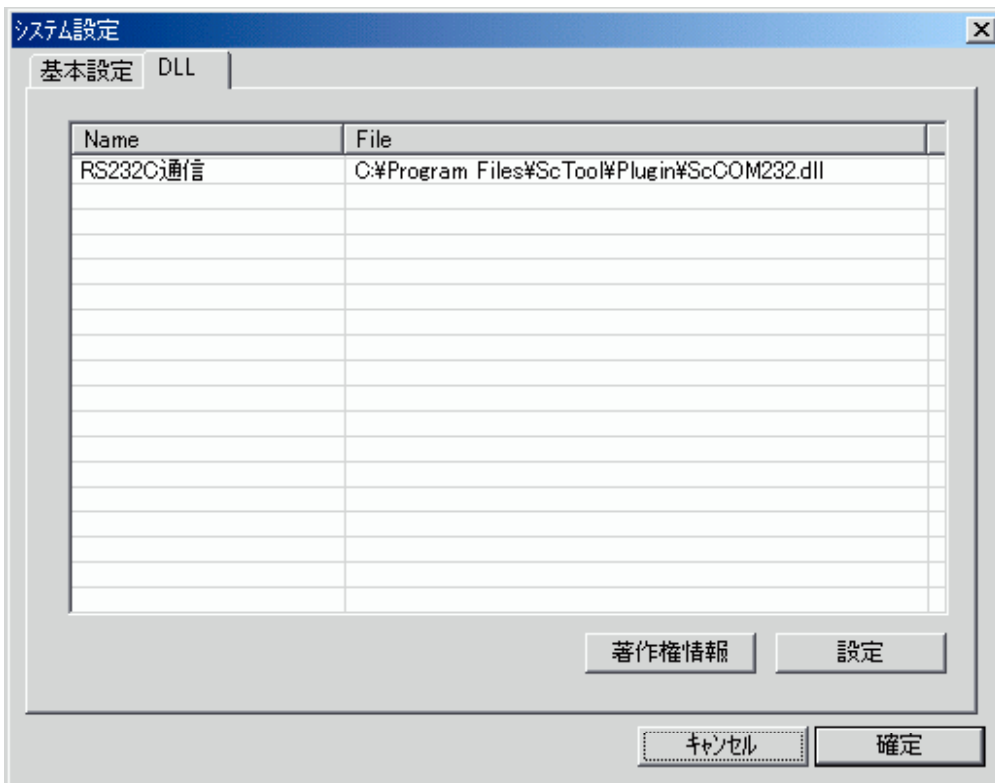 システム設定
基本設定 DLL
Name File
RS232C通信 C:¥Program Files¥ScTool¥Plugin¥ScCOM232.dll
著作権情報 設定
キャンセル 確定